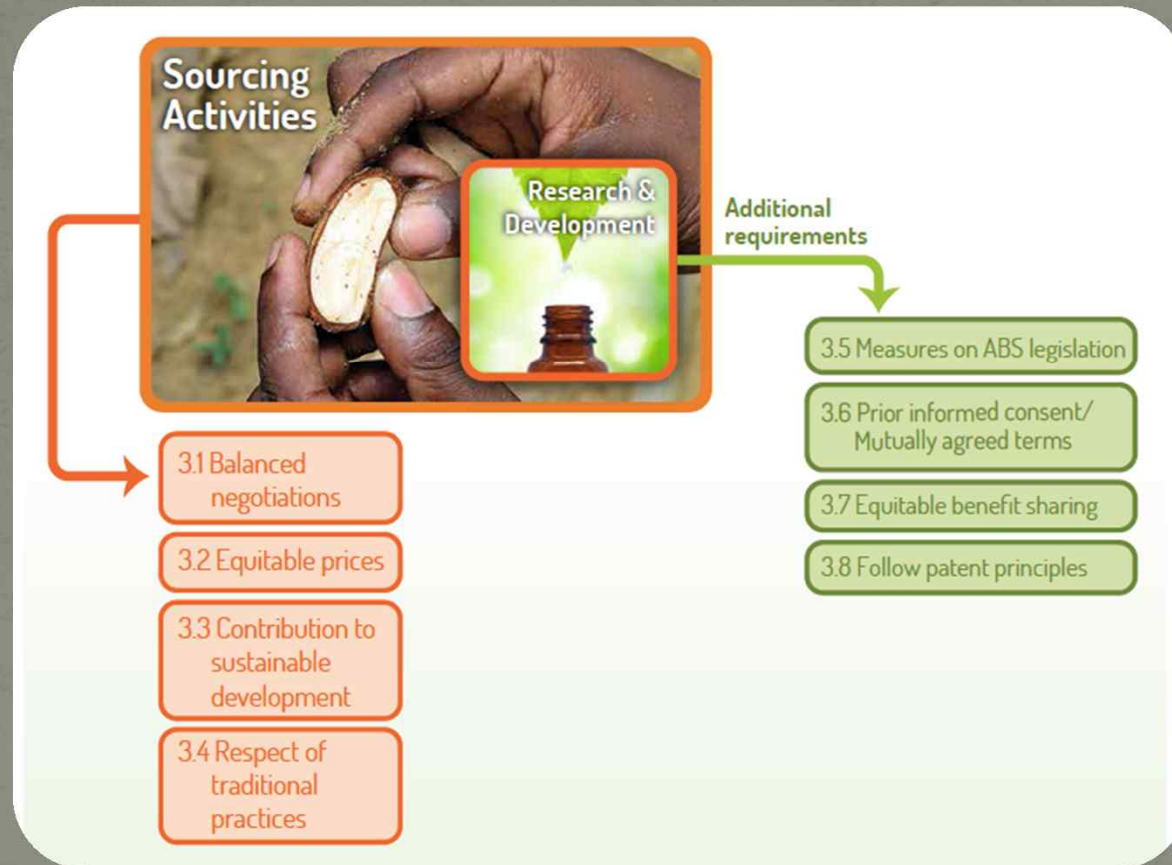 Sourcing
Activities
Research &
Development
Additional
requirements
3.1 Balanced
negotiations
3.2 Equitable prices
3.3 Contribution to
sustainable
development
3.4 Respect of
traditional
practices
3.5 Measures on ABS legislation
3.6 Prior informed consent/
Mutually agreed terms
3.7 Equitable benefit sharing
3.8 Follow patent principles